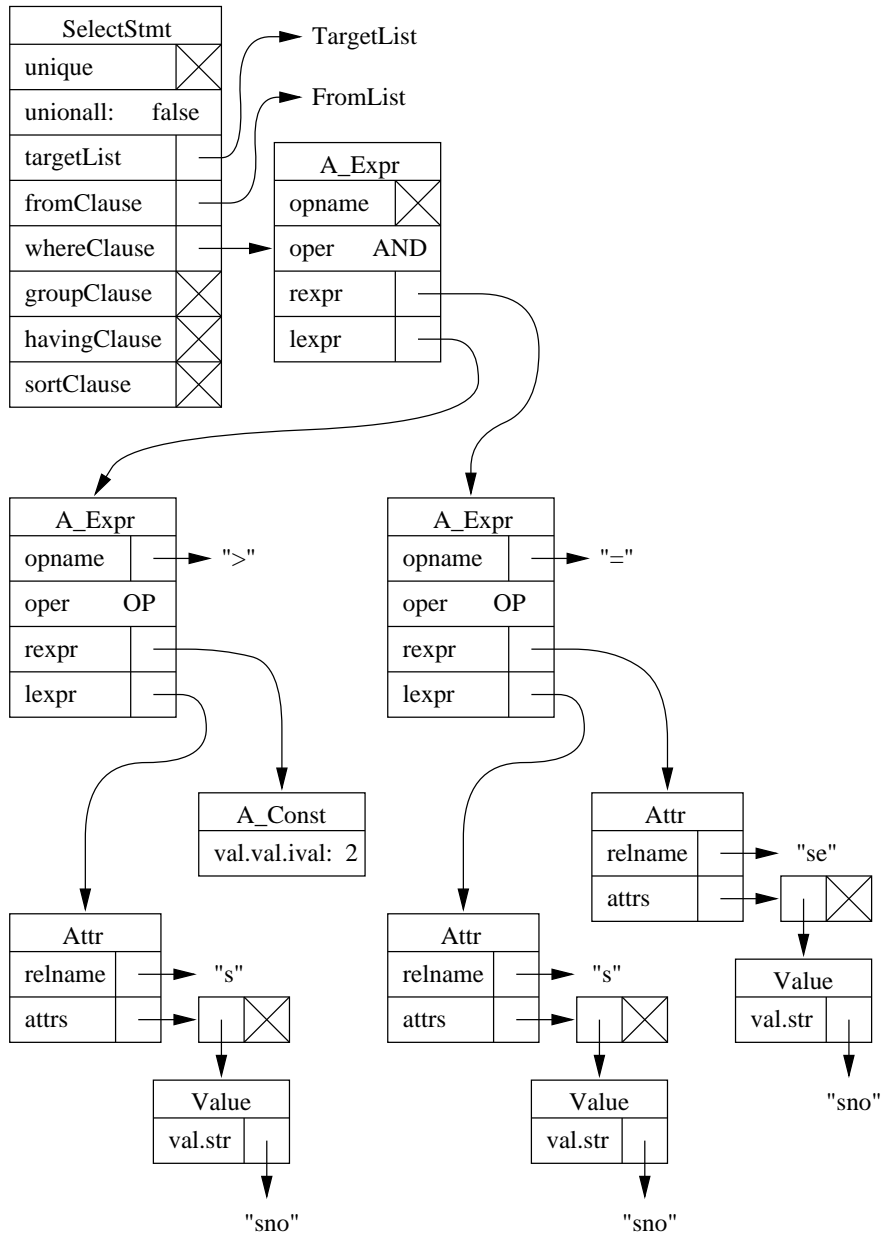 SelectStmt
TargetList
unique
FromList
unionall: false
targetList
A_Expr
fromClause
opname
whereClause
oper AND
groupClause
rexpr
havingClause
lexpr
sortClause
A_Expr
opname ">"
oper OP
rexpr
lexpr
A_Expr
opname "="
oper OP
rexpr
lexpr
A_Const
val.val.ival: 2
Attr
relname "se"
attrs
Attr
relname "s"
attrs
Attr
relname "s"
attrs
Value
val.str
"sno"
Value
val.str
"sno"
Value
val.str
"sno"